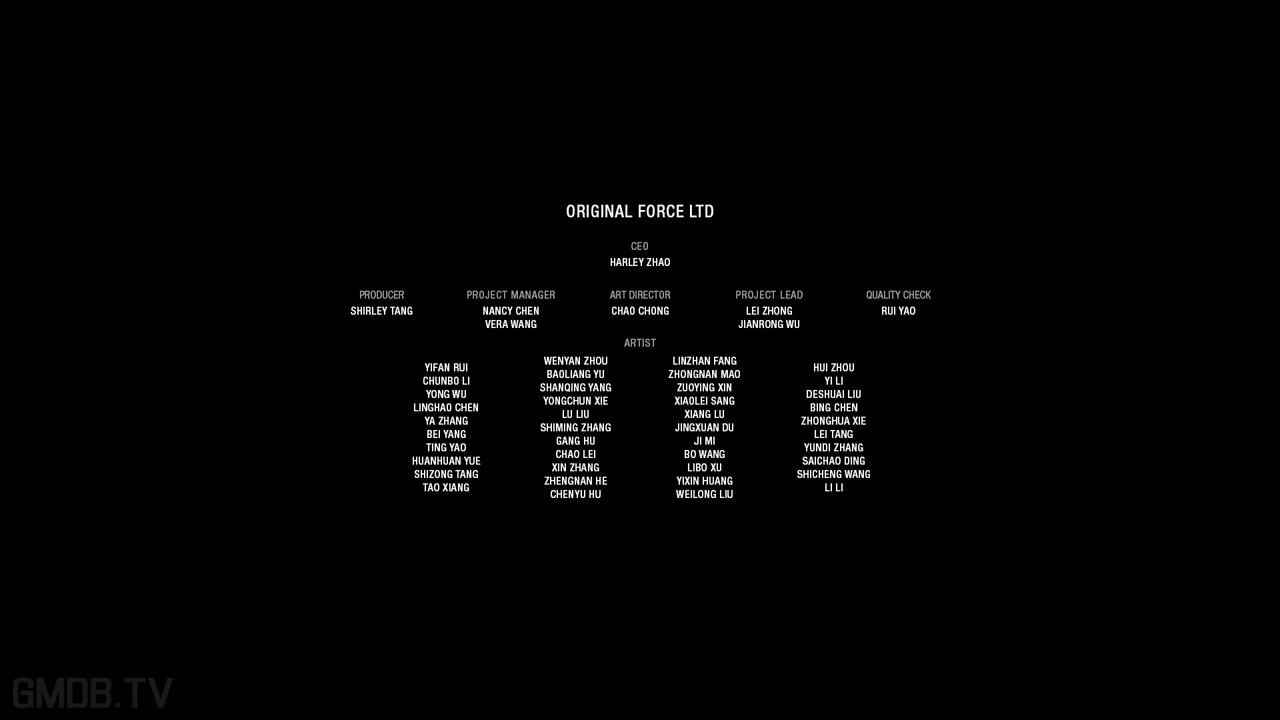 ORIGINAL FORCE LTD
CEO
HARLEY ZHAO
PRODUCER
SHIRLEY TANG
PROJECT MANAGER
NANCY CHEN
VERA WANG
ART DIRECTOR
CHAO CHONG
PROJECT LEAD
LEI ZHONG
JIANRONG WU
QUALITY CHECK
RUI YAO
ARTIST
YIFAN RUI
CHUNBO LI
YONG WU
LINGHAO CHEN
YA ZHANG
BEI YANG
TING YAO
HUANHUAN YUE
SHIZONG TANG
TAO XIANG
WENYAN ZHOU
BAOLIANG YU
SHANQING YANG
YONGCHUN XIE
LU LIU
SHIMING ZHANG
GANG HU
CHAO LEI
XIN ZHANG
ZHENGNAN HE
CHENYU HU
LINZHAN FANG
ZHONGNAN MAO
ZUOYING XIN
XIAOLEI SANG
XIANG LU
JINGXUAN DU
JI MI
BO WANG
LIBO XU
YIXIN HUANG
WEILONG LIU
HUI ZHOU
YI LI
DESHUAI LIU
BING CHEN
ZHONGHUA XIE
LEI TANG
YUNDI ZHANG
SAICHAO DING
SHICHENG WANG
LI LI
GMDB.TV